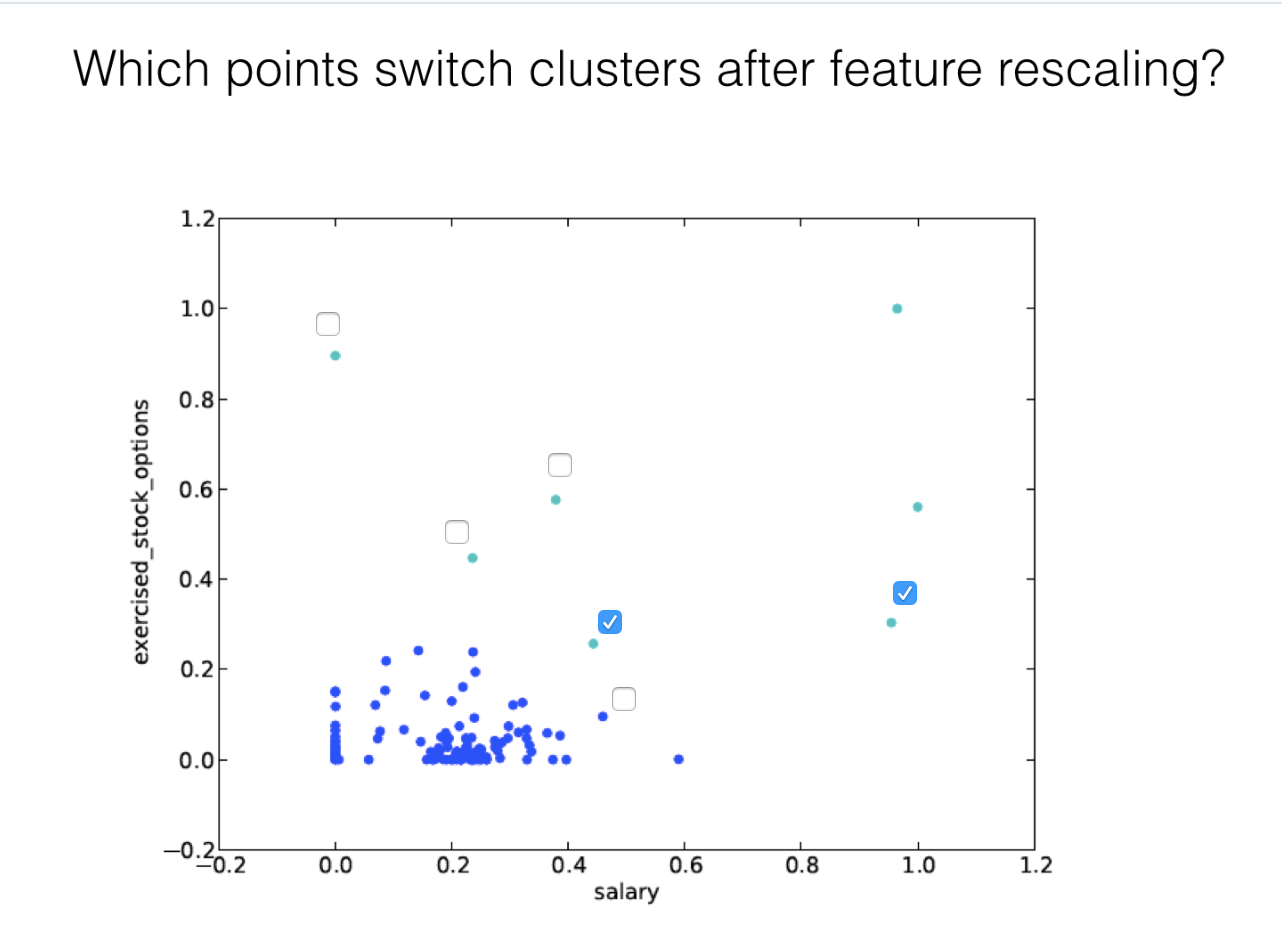 Which points switch clusters after feature rescaling?
1.2
1.0
0.8
0.6
0.4
0.2
0.0
−0.2
exercised_stock_options
−0.2 0.0 0.2 0.4 0.6 0.8 1.0 1.2
salary